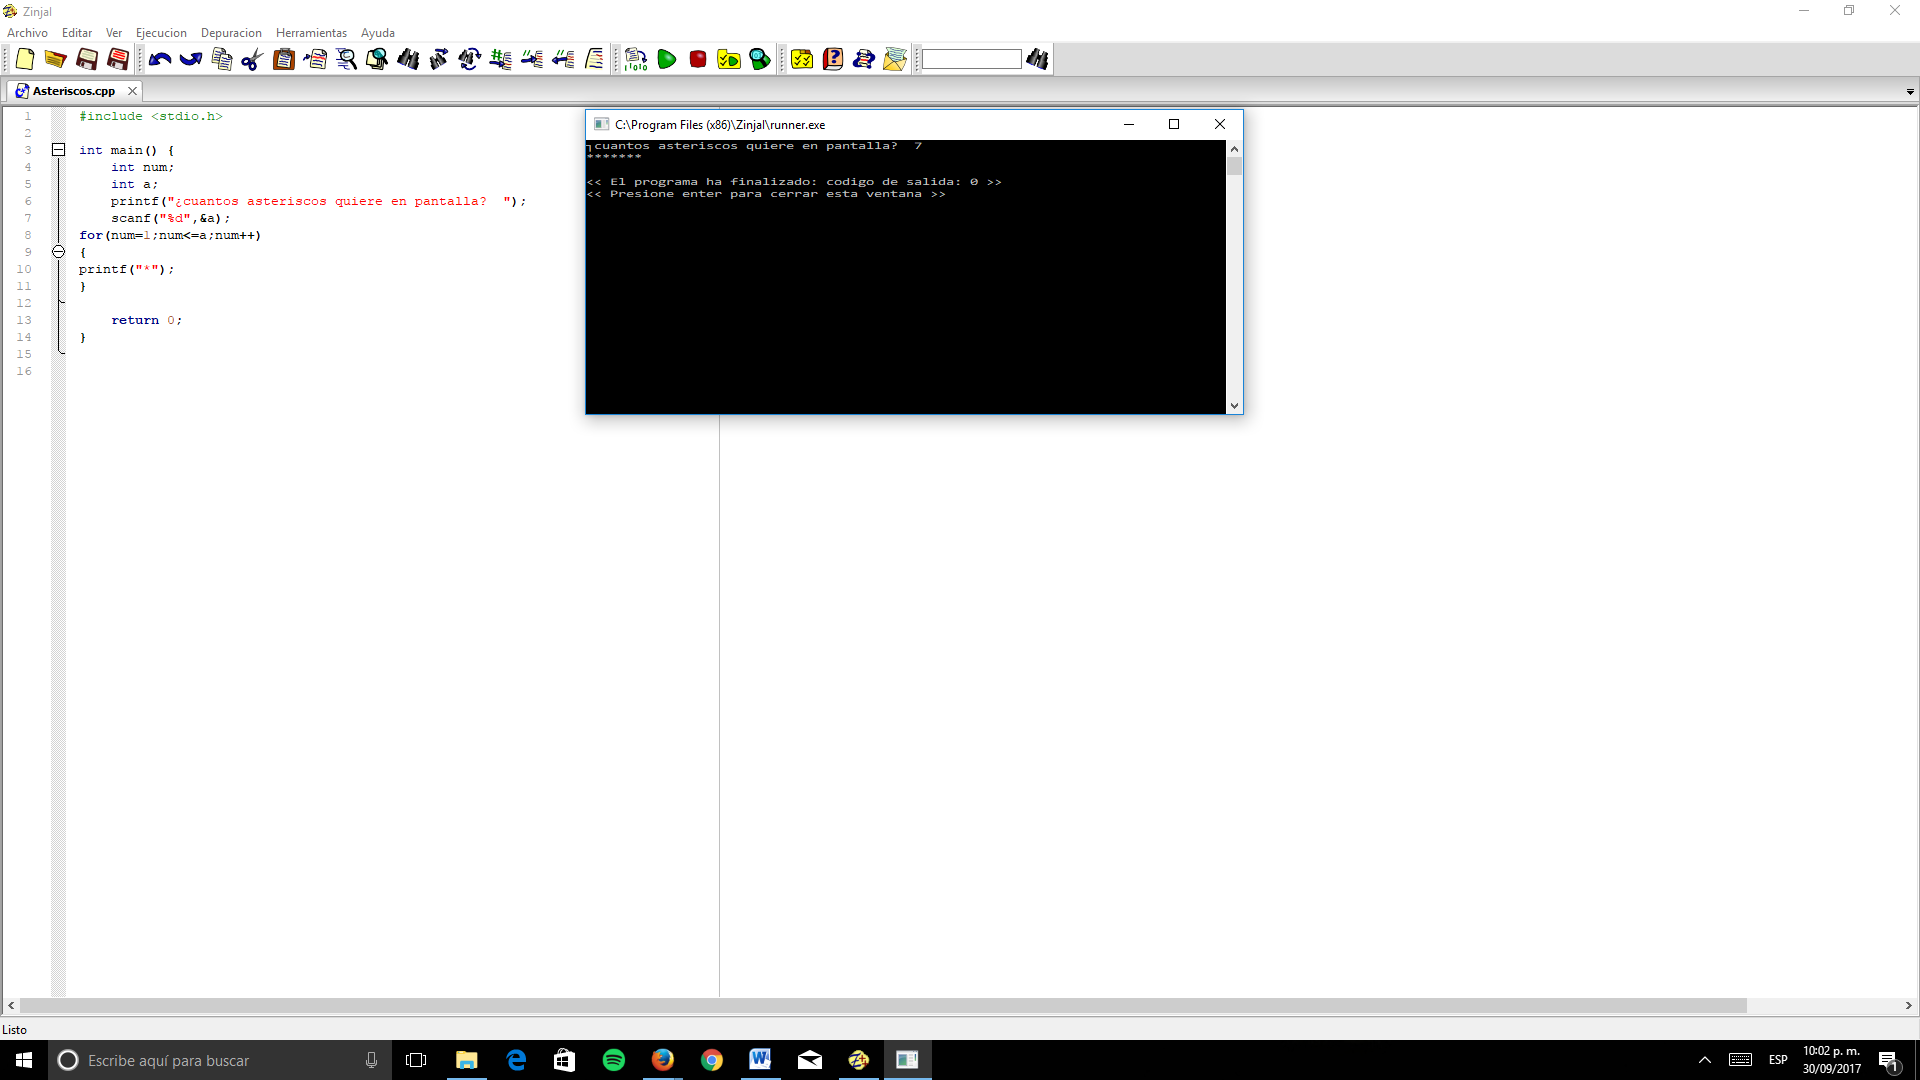 Zinjal
Archivo Editar Ver Ejecucion Depuracion Herramientas Ayuda
Asteriscos.cpp
1 #include <stdio.h>
2
3 int main() {
4 int num;
5 int a;
6 printf("¿cuantos asteriscos quiere en pantalla?  ");
7 scanf("%d",&a);
8 for(num=1;num<=a;num++)
9 {
10 printf("*");
11 }
12
13 return 0;
14 }
15
16
C:\Program Files (x86)\Zinjal\runner.exe
┐cuantos asteriscos quiere en pantalla?  7
*******
<< El programa ha finalizado: codigo de salida: 0 >>
<< Presione enter para cerrar esta ventana >>
Listo
Escribe aquí para buscar
ESP
10:02 p. m.
30/09/2017
1